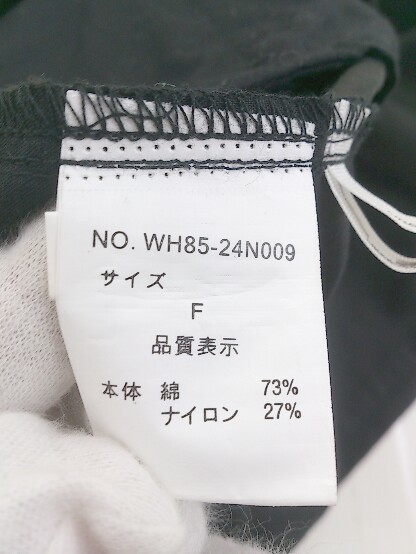 NO. WH85-24N009
サイズ
F
品質表示
本体 綿 73%
ナイロン 27%